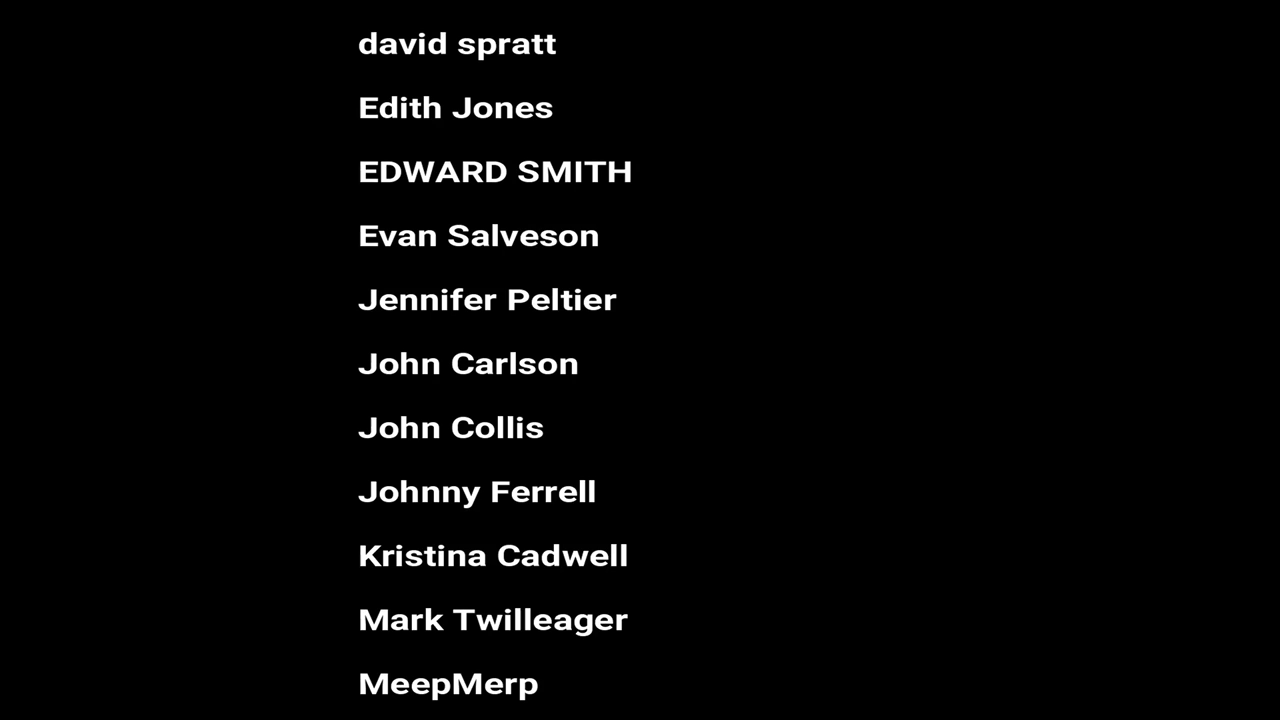 david spratt
Edith Jones
EDWARD SMITH
Evan Salveson
Jennifer Peltier
John Carlson
John Collis
Johnny Ferrell
Kristina Cadwell
Mark Twilleager
MeepMerp